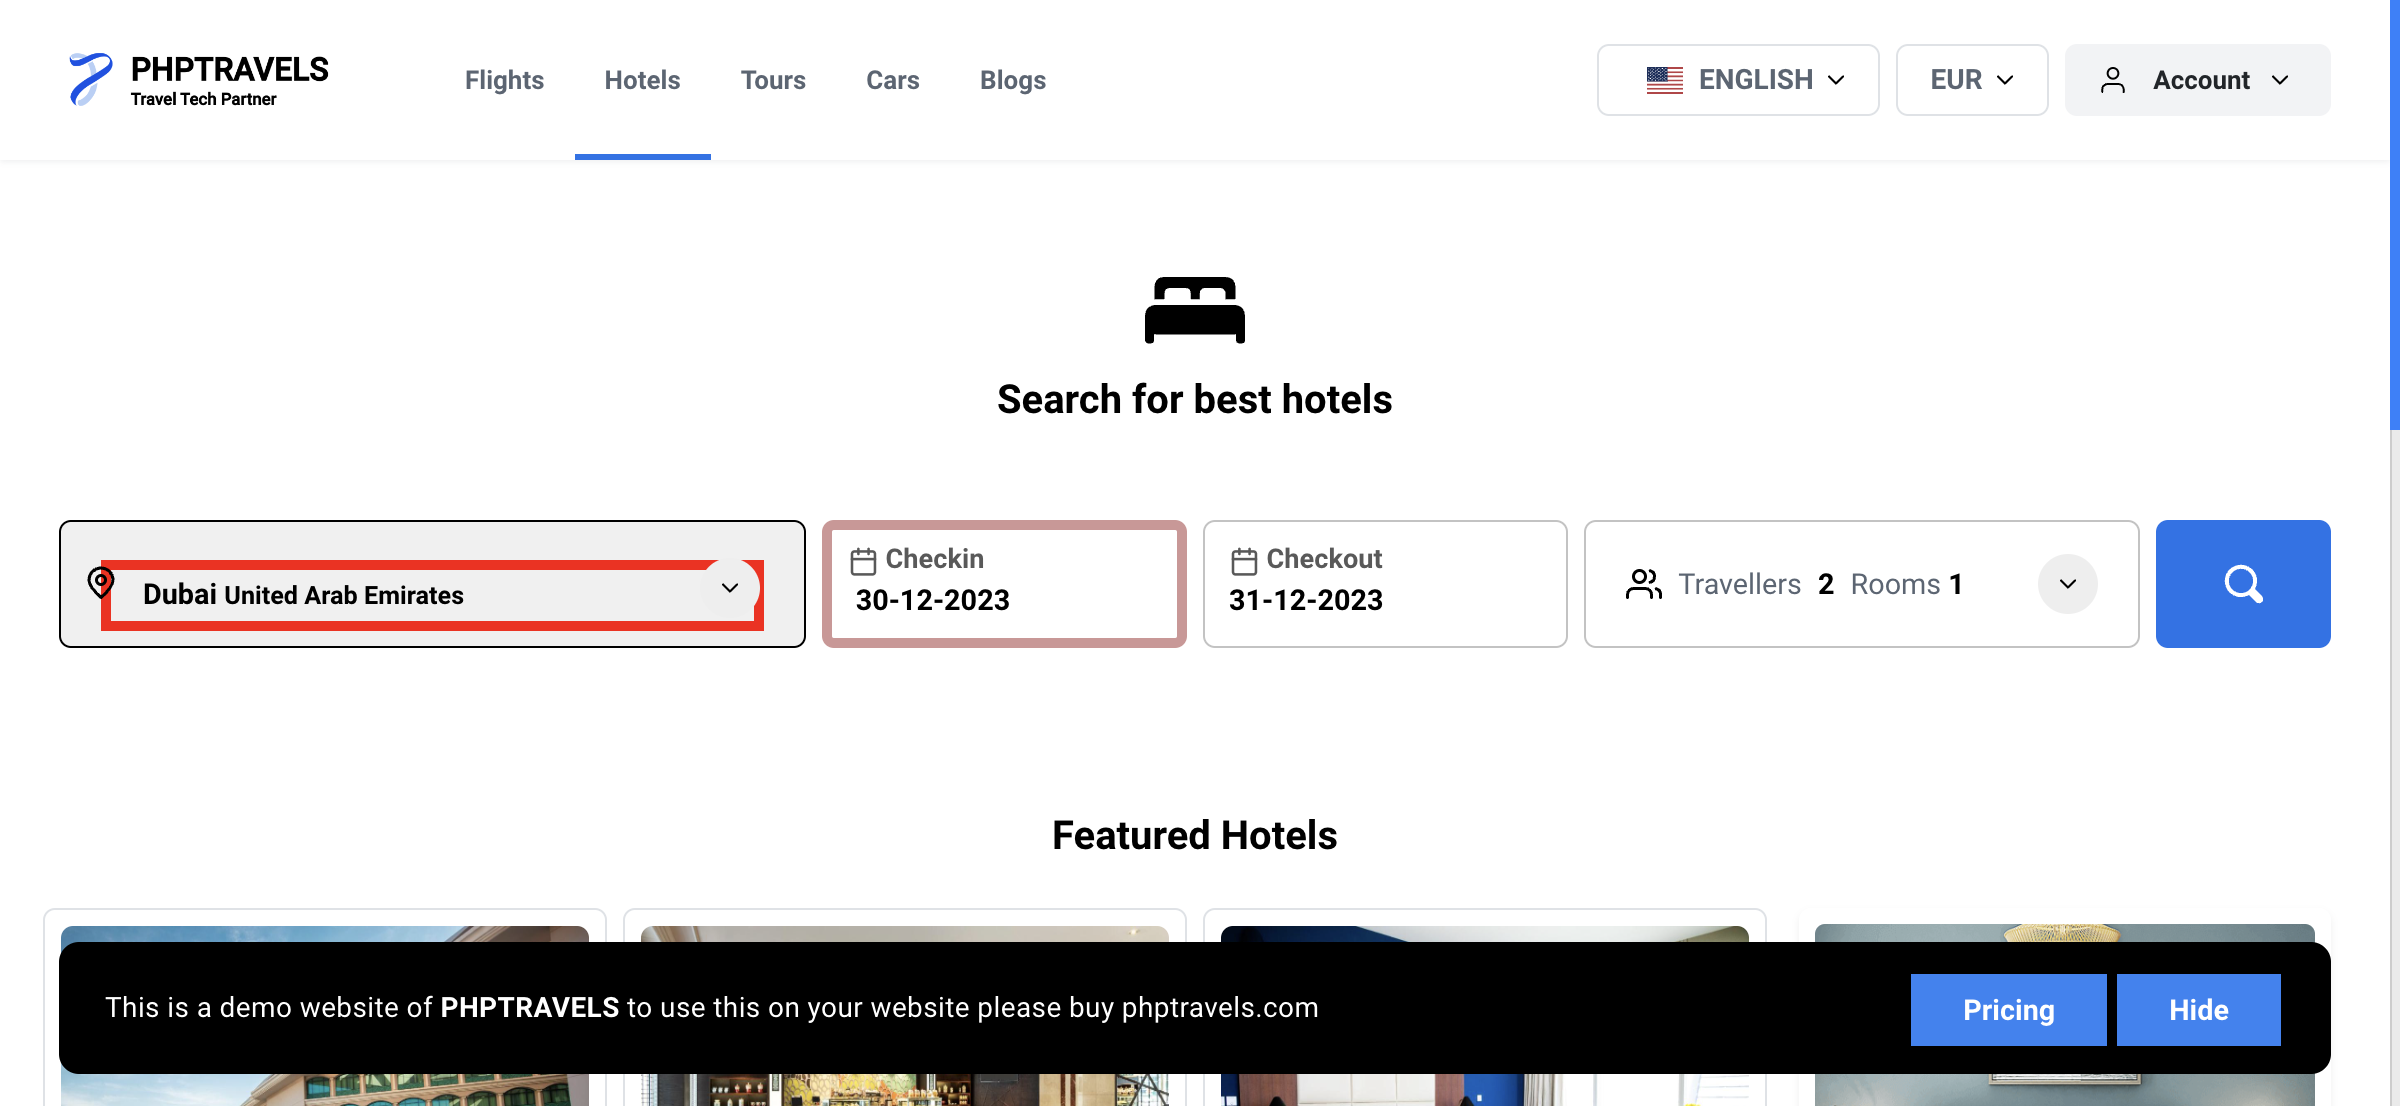 PHPTRAVELS
Travel Tech Partner
Flights
Hotels
Tours
Cars
Blogs
ENGLISH
EUR
Account
Search for best hotels
Dubai United Arab Emirates
Checkin
30-12-2023
Checkout
31-12-2023
Travellers 2 Rooms 1
Featured Hotels
This is a demo website of PHPTRAVELS to use this on your website please buy phptravels.com
Pricing
Hide